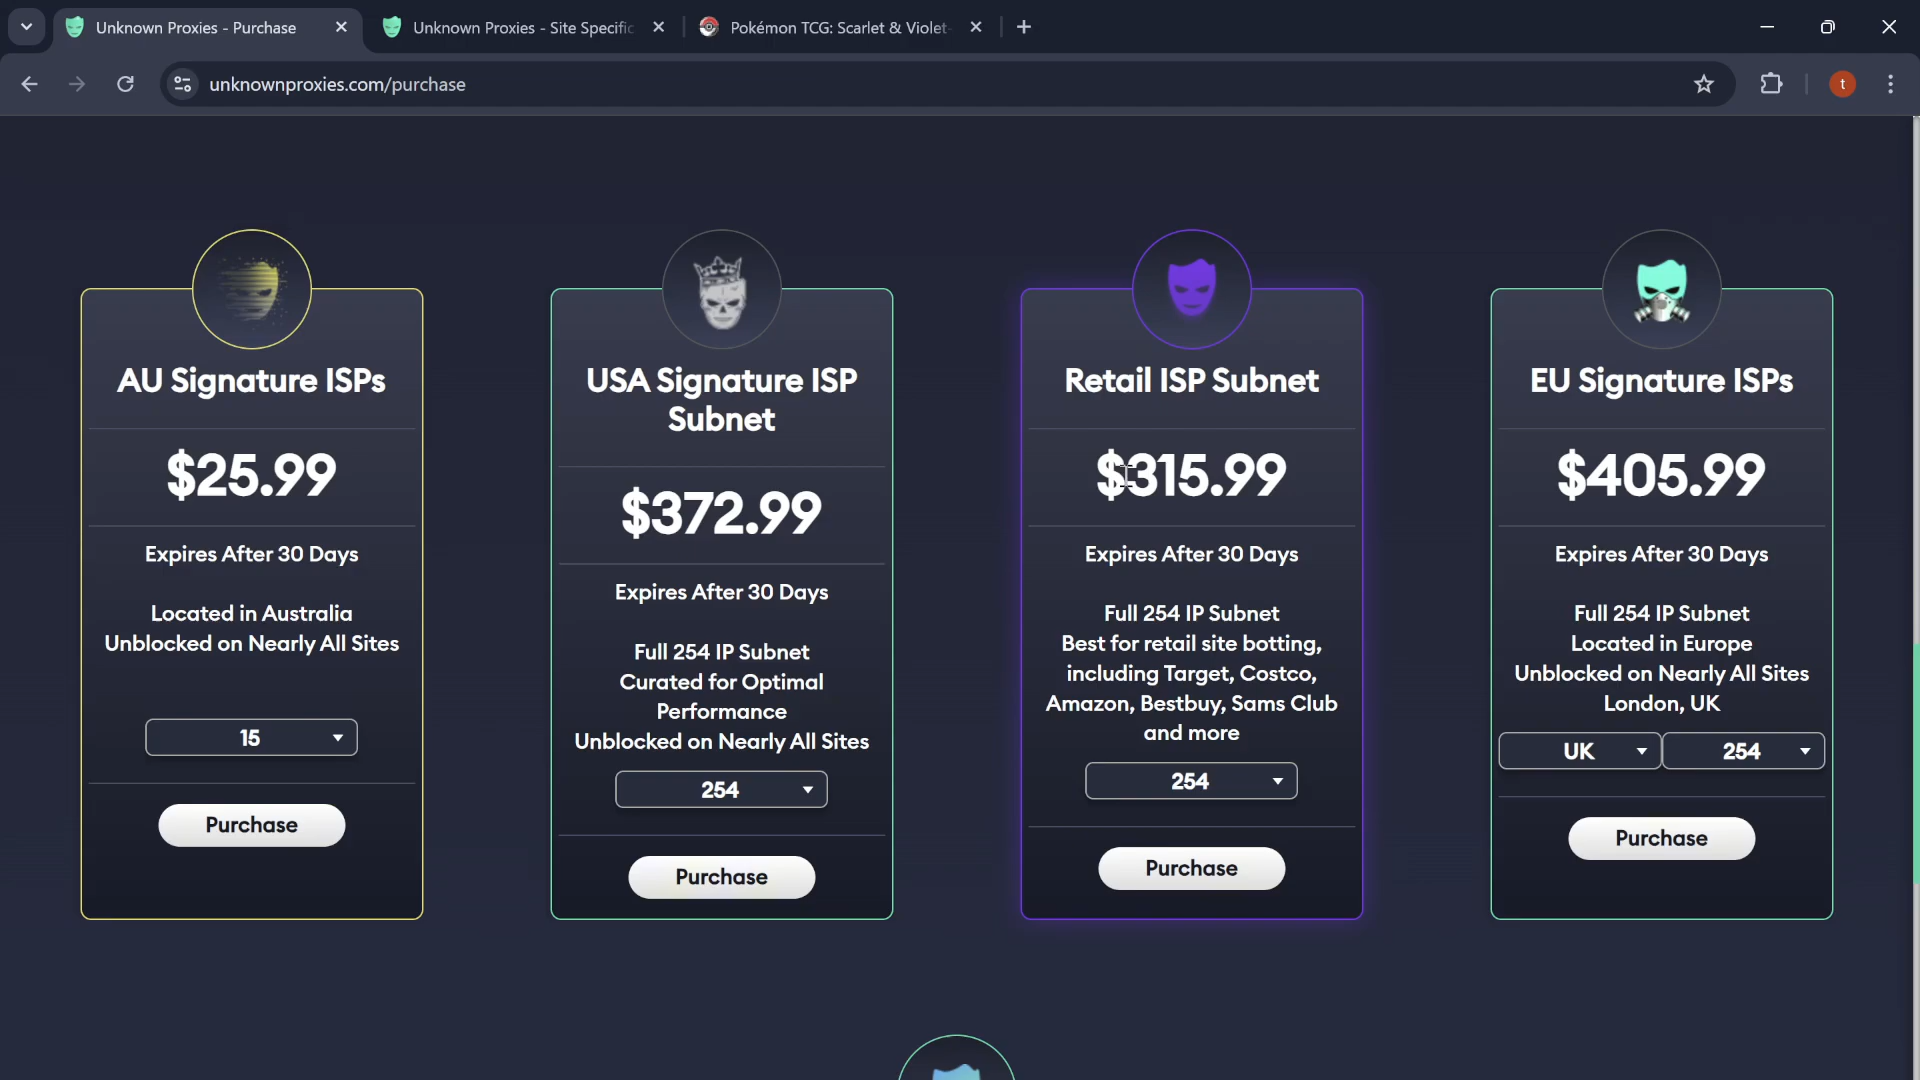 Unknown Proxies - Purchase
Unknown Proxies - Site Specific
Pokémon TCG: Scarlet & Violet-
unknownproxies.com/purchase
t
AU Signature ISPs
$25.99
Expires After 30 Days
Located in Australia
Unblocked on Nearly All Sites
15
Purchase
USA Signature ISP
Subnet
$372.99
Expires After 30 Days
Full 254 IP Subnet
Curated for Optimal
Performance
Unblocked on Nearly All Sites
254
Purchase
Retail ISP Subnet
$315.99
Expires After 30 Days
Full 254 IP Subnet
Best for retail site botting,
including Target, Costco,
Amazon, Bestbuy, Sams Club
and more
254
Purchase
EU Signature ISPs
$405.99
Expires After 30 Days
Full 254 IP Subnet
Located in Europe
Unblocked on Nearly All Sites
London, UK
UK 254
Purchase